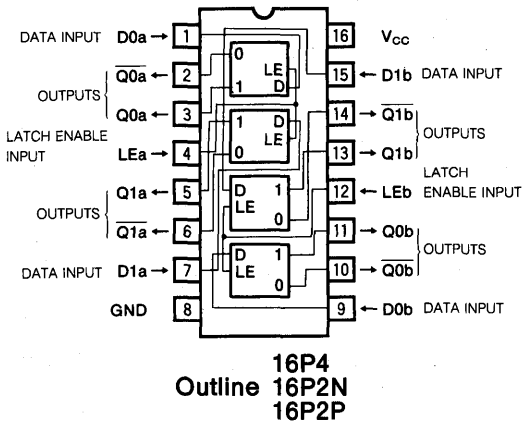 DATA INPUT D0a → 1
16 VCC
Q0a ← 2
15 ← D1b DATA INPUT
OUTPUTS
Q0a ← 3
14 → Q1b
OUTPUTS
LATCH ENABLE INPUT LEa → 4
13 → Q1b
Q1a ← 5
12 ← LEb LATCH ENABLE INPUT
OUTPUTS
Q1a ← 6
11 → Q0b
OUTPUTS
DATA INPUT D1a → 7
10 → Q0b
GND 8
9 ← D0b DATA INPUT
0
LE
1 D
1 D
LE
0
D 1
LE
0
D 1
LE
0
16P4
Outline 16P2N
16P2P